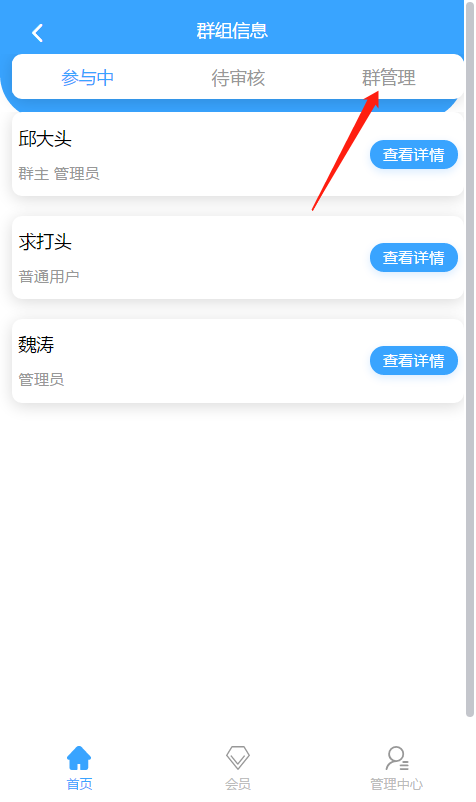 群组信息
参与中 待审核 群管理
邱大头
群主 管理员
查看详情
求打头
普通用户
查看详情
魏涛
管理员
查看详情
首页 会员 管理中心